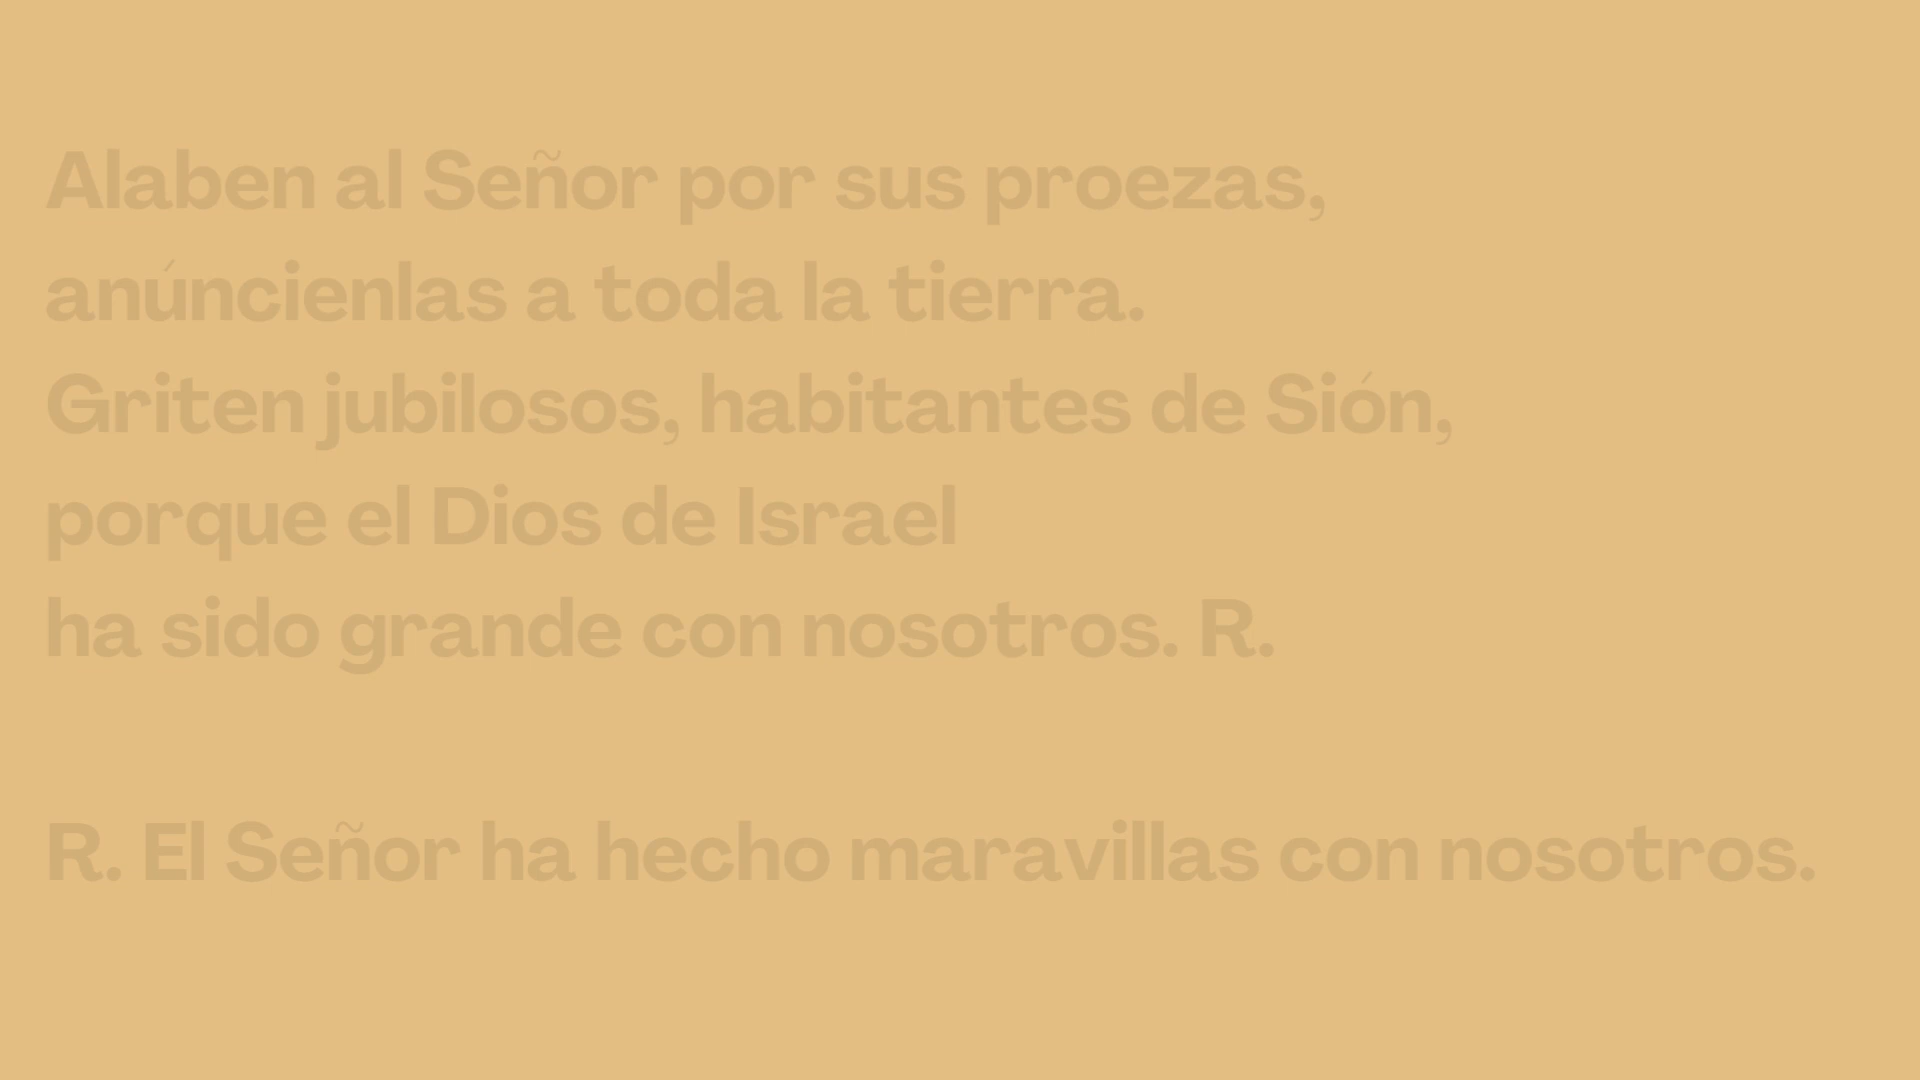 Alaben al Señor por sus proezas,
anúncienlas a toda la tierra.
Griten jubilosos, habitantes de Sión,
porque el Dios de Israel
ha sido grande con nosotros. R.
R. El Señor ha hecho maravillas con nosotros.